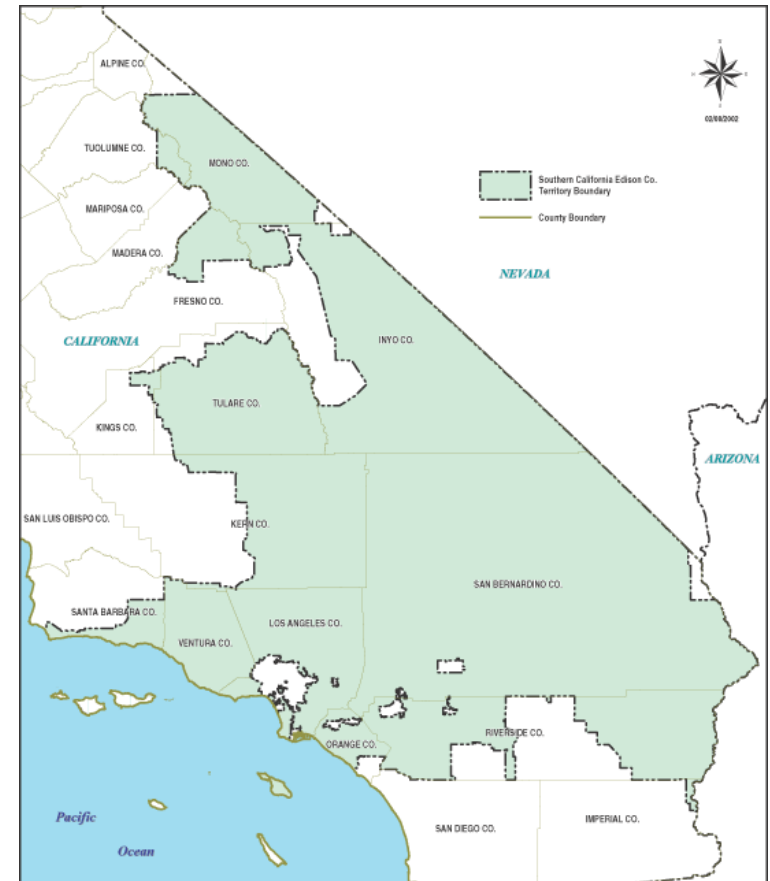 ALPINE CO.
N
02/08/2002
TUOLUMNE CO.
MONO CO.
Southern California Edison Co.
Territory Boundary
MARIPOSA CO.
County Boundary
MADERA CO.
NEVADA
FRESNO CO.
CALIFORNIA
INYO CO.
TULARE CO.
KINGS CO.
ARIZONA
SAN LUIS OBISPO CO.
KERN CO.
SAN BERNARDINO CO.
SANTA BARBARA CO.
LOS ANGELES CO.
VENTURA CO.
RIVERSIDE CO.
ORANGE CO.
Pacific
Ocean
SAN DIEGO CO.
IMPERIAL CO.